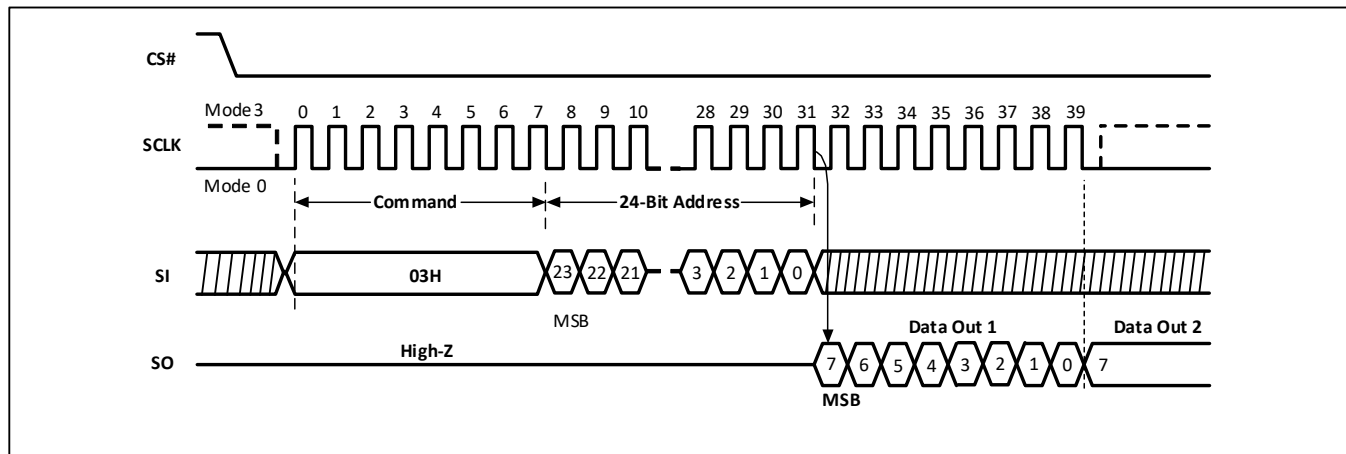 CS#
Mode 3
0 1 2 3 4 5 6 7 8 9 10 28 29 30 31 32 33 34 35 36 37 38 39
SCLK
Mode 0
Command 24-Bit Address
SI 03H 23 22 21 3 2 1 0
MSB
Data Out 1 Data Out 2
High-Z
SO 7 6 5 4 3 2 1 0 7
MSB